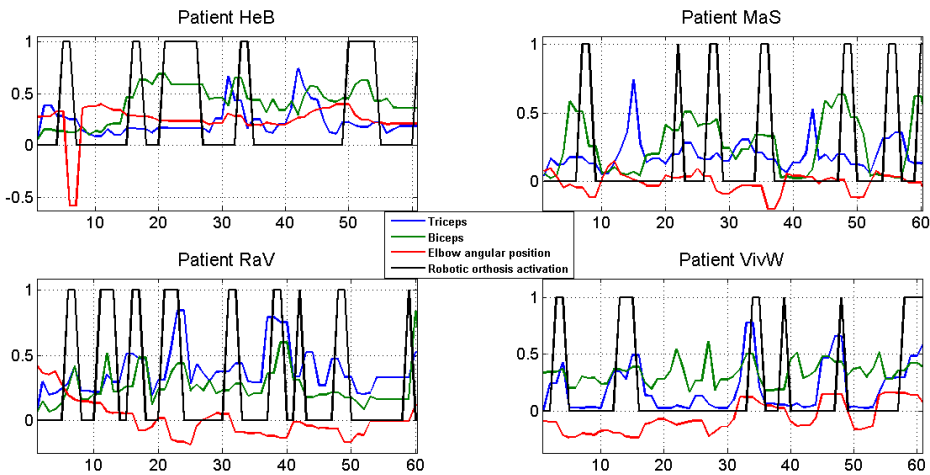 Patient HeB
1
0.5
0
-0.5
10 20 30 40 50
Patient MaS
1
0.5
0
10 20 30 40 50 60
Triceps
Biceps
Elbow angular position
Robotic orthosis activation
Patient RaV
1
0.5
0
10 20 30 40 50 60
Patient VivW
1
0.5
0
10 20 30 40 50 60